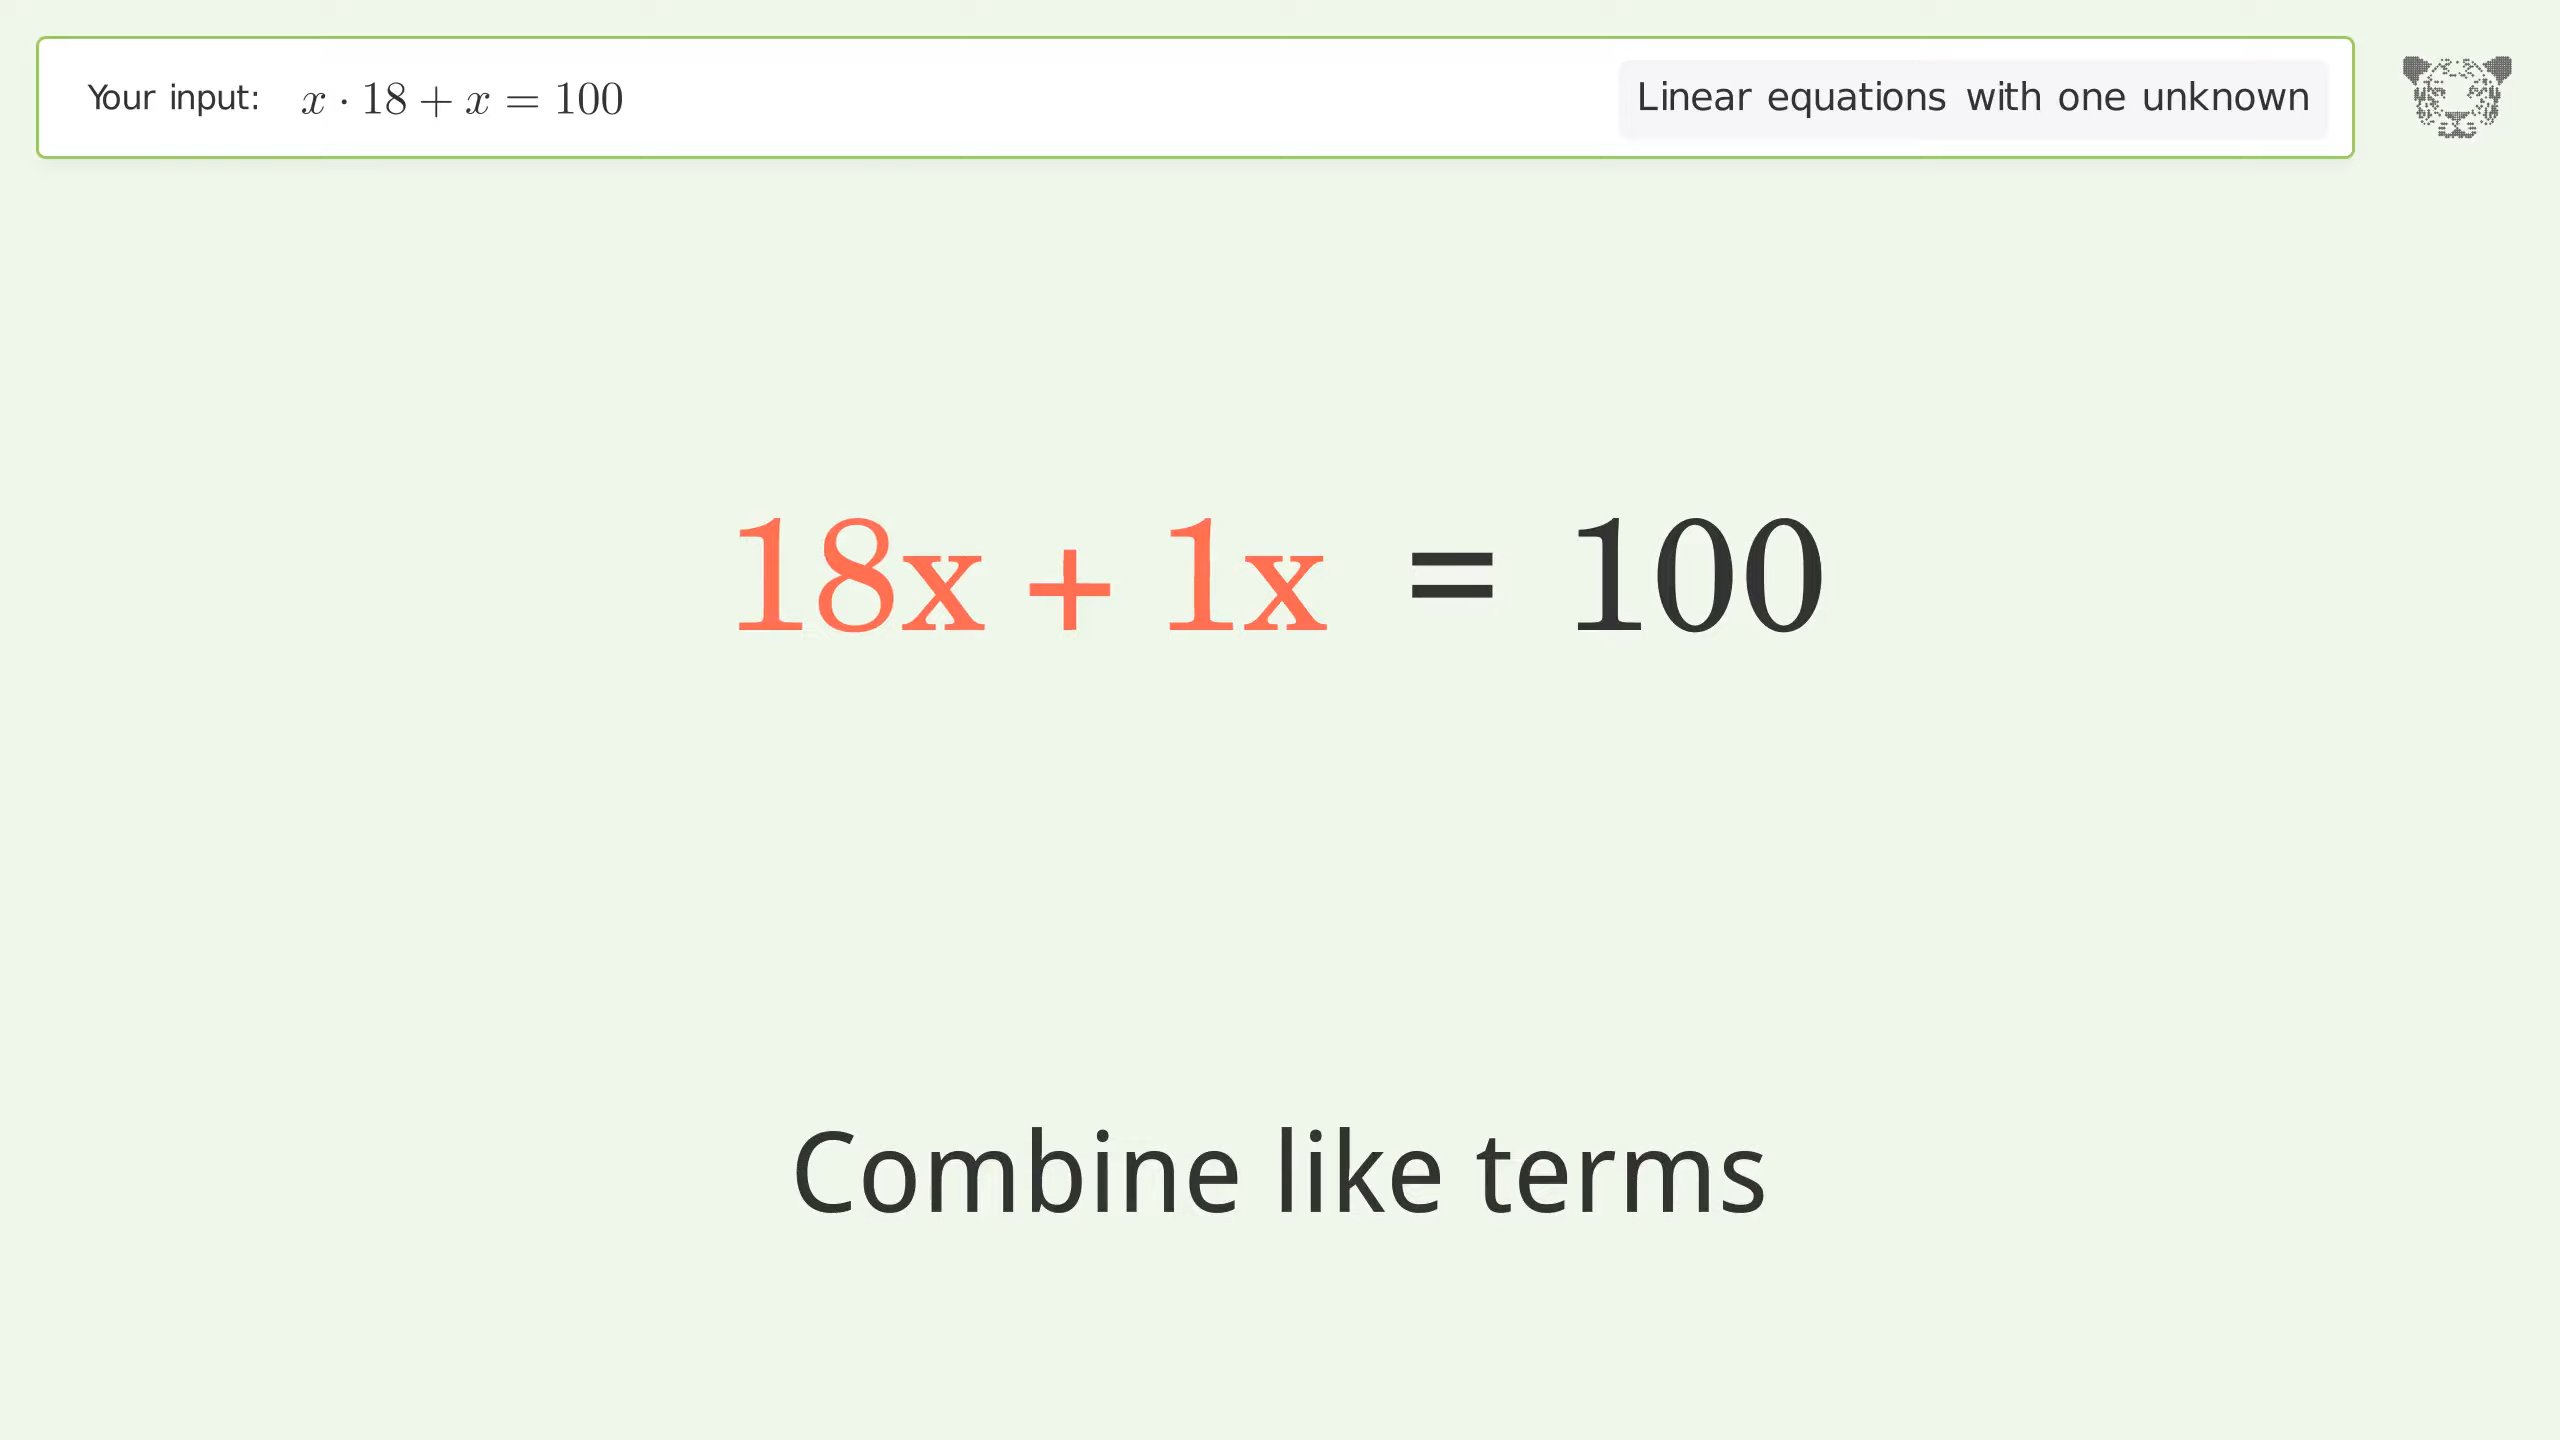 Your input: x · 18 + x = 100
Linear equations with one unknown
18x + 1x = 100
Combine like terms